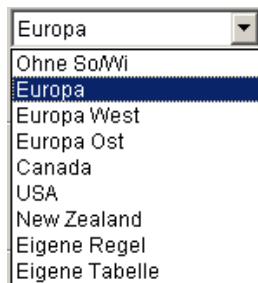 Europa
Ohne So/Wi
Europa
Europa West
Europa Ost
Canada
USA
New Zealand
Eigene Regel
Eigene Tabelle